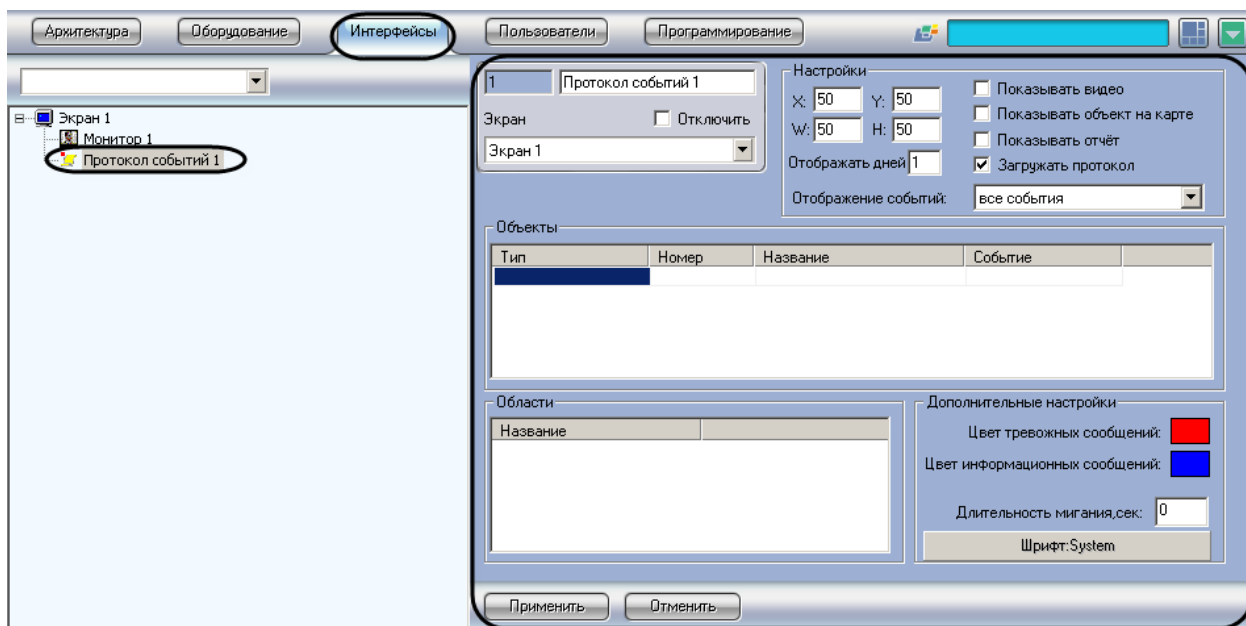 Архитектура Оборудование Интерфейсы Пользователи Программирование
Экран 1
Монитор 1
Протокол событий 1
1 Протокол событий 1
Экран Отключить
Экран 1
Настройки
X: 50 Y: 50
W: 50 H: 50
Отображать дней 1
Показывать видео
Показывать объект на карте
Показывать отчёт
Загружать протокол
Отображение событий: все события
Объекты
Тип Номер Название Событие
Области
Название
Дополнительные настройки
Цвет тревожных сообщений:
Цвет информационных сообщений:
Длительность мигания,сек: 0
Шрифт:System
Применить Отменить